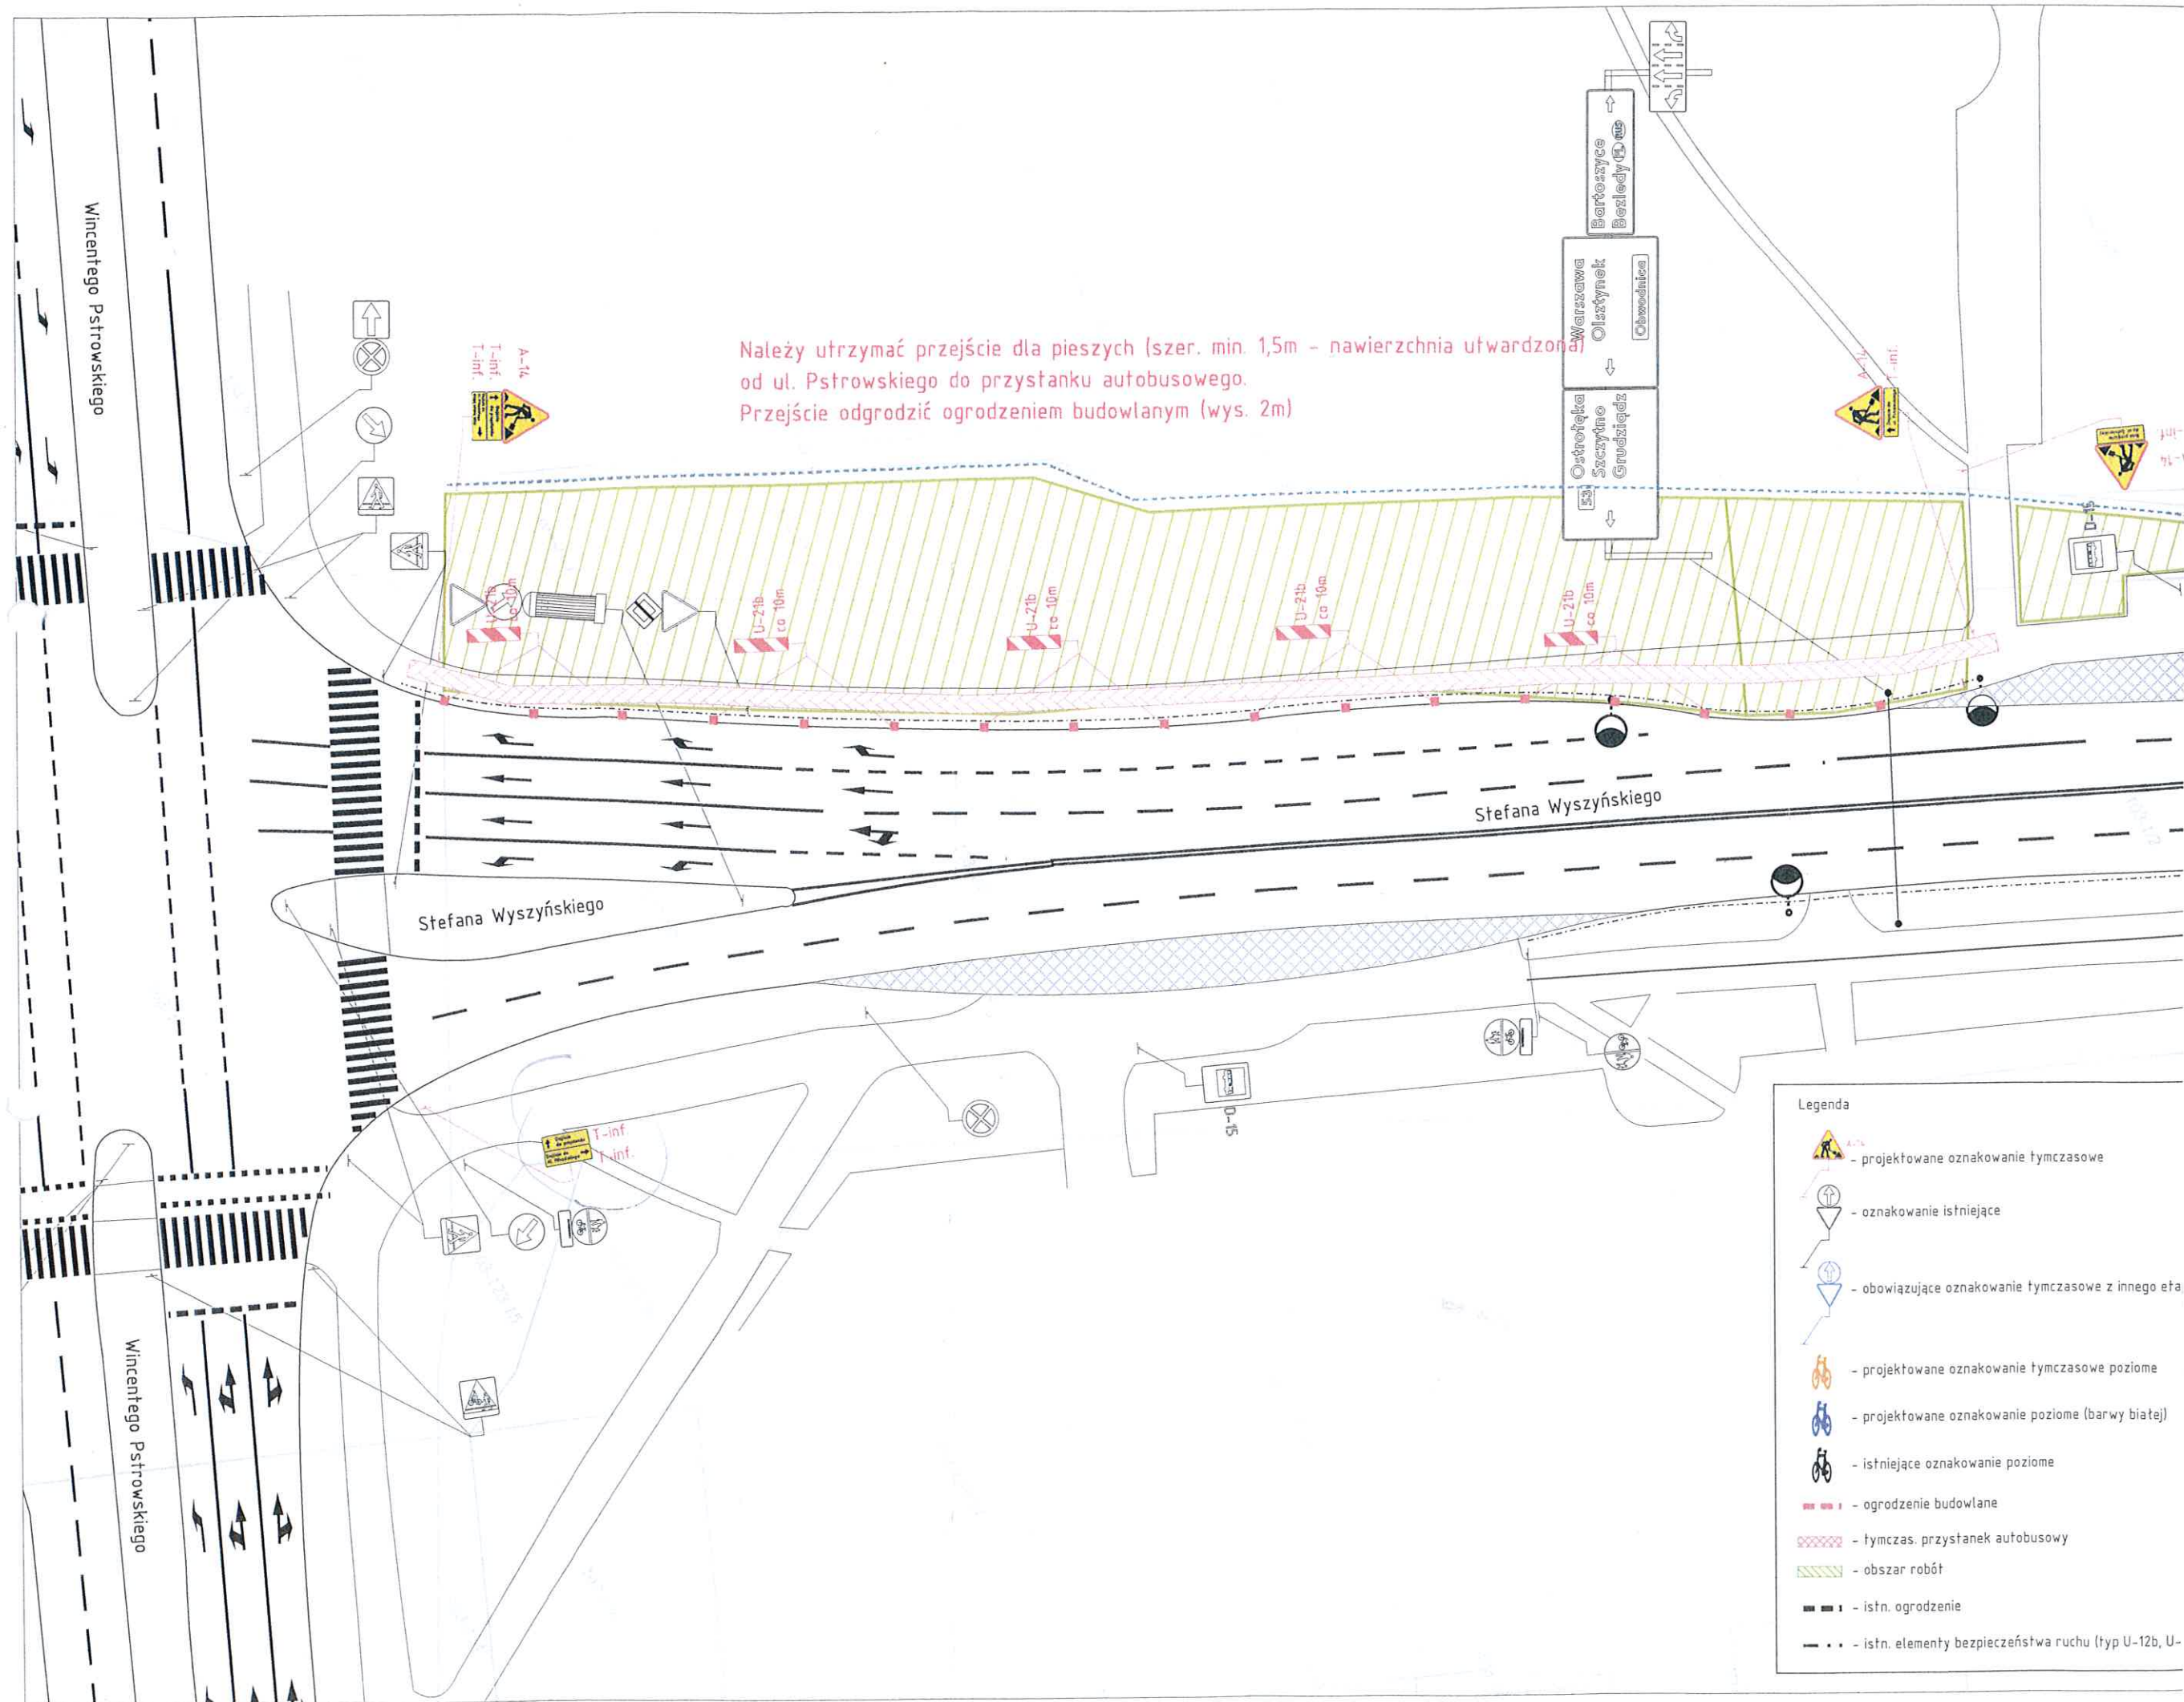 Wincentego Pstrowskiego
A-14
T-inf.
T-inf.
Należy utrzymać przejście dla pieszych (szer. min. 1,5m - nawierzchnia utwardzona)
od ul. Pstrowskiego do przystanku autobusowego.
Przejście odgrodzić ogrodzeniem budowlanym (wys. 2m)
Bartoszyce
Bezledy PL
Warszawa
Olsztynek
Obwodnica
Ostrołęka
53 Szczytno
Grudziądz
A-14
T-inf.
D-15
U-21b
co 10m
U-21b
co 10m
U-21b
co 10m
U-21b
co 10m
U-21b
co 10m
Stefana Wyszyńskiego
Stefana Wyszyńskiego
D-15
T-inf
T-inf.
Wincentego Pstrowskiego
Legenda
A-14
- projektowane oznakowanie tymczasowe
- oznakowanie istniejące
- obowiązujące oznakowanie tymczasowe z innego eta
- projektowane oznakowanie tymczasowe poziome
- projektowane oznakowanie poziome (barwy białej)
- istniejące oznakowanie poziome
- ogrodzenie budowlane
- tymczas. przystanek autobusowy
- obszar robót
- istn. ogrodzenie
- istn. elementy bezpieczeństwa ruchu (typ U-12b, U-